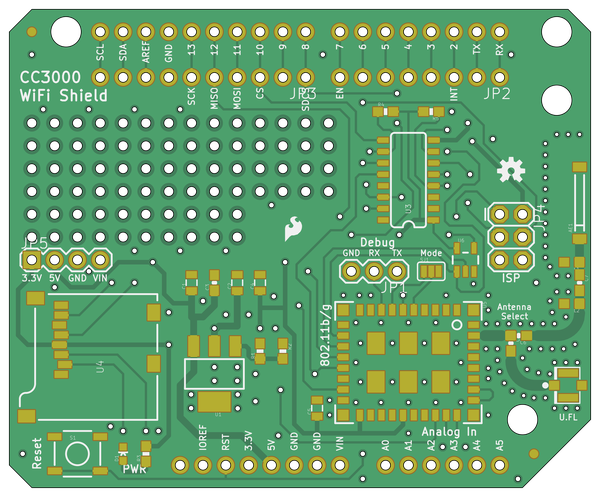 SCL SDA AREF GND 13 12 11 10 9 8 7 6 5 4 3 2 TX RX
CC3000
WiFi Shield
SCK MISO MOSI CS
JP3
EN
INT
JP2
U3
JP4
ISP
Debug
GND RX TX
JP1
Mode
3.3V 5V GND VIN
U4
802.11b/g
Antenna
Select
U.FL
Analog In
Reset
PWR
IOREF RST 3.3V 5V GND GND VIN A0 A1 A2 A3 A4 A5